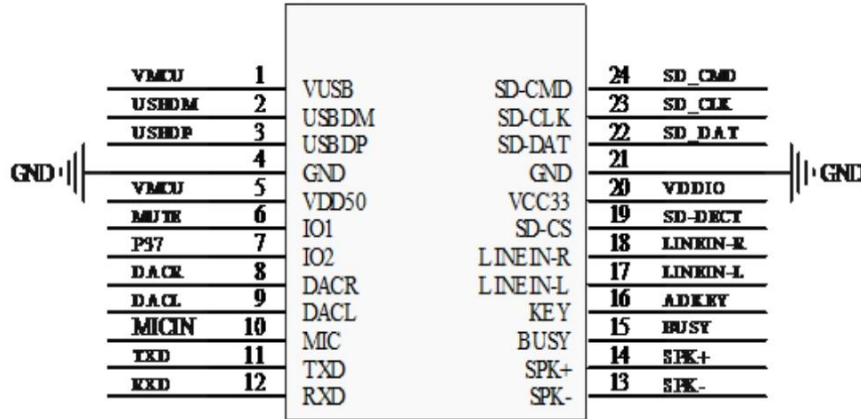 VMCU 1 VUSB SD-CMD 24 SD_CMD
USBDM 2 USBDM SD-CLK 23 SD_CLK
USBDP 3 USBDP SD-DAT 22 SD_DAT
GND 4 GND GND 21 GND
VMCU 5 VDD50 VCC33 20 VDDIO
MUTE 6 IO1 SD-CS 19 SD-DECT
P37 7 IO2 LINEIN-R 18 LINEIN-R
DACR 8 DACR LINEIN-L 17 LINEIN-L
DACL 9 DACL KEY 16 ADKEY
MICIN 10 MIC BUSY 15 BUSY
TXD 11 TXD SPK+ 14 SPK+
RXD 12 RXD SPK- 13 SPK-